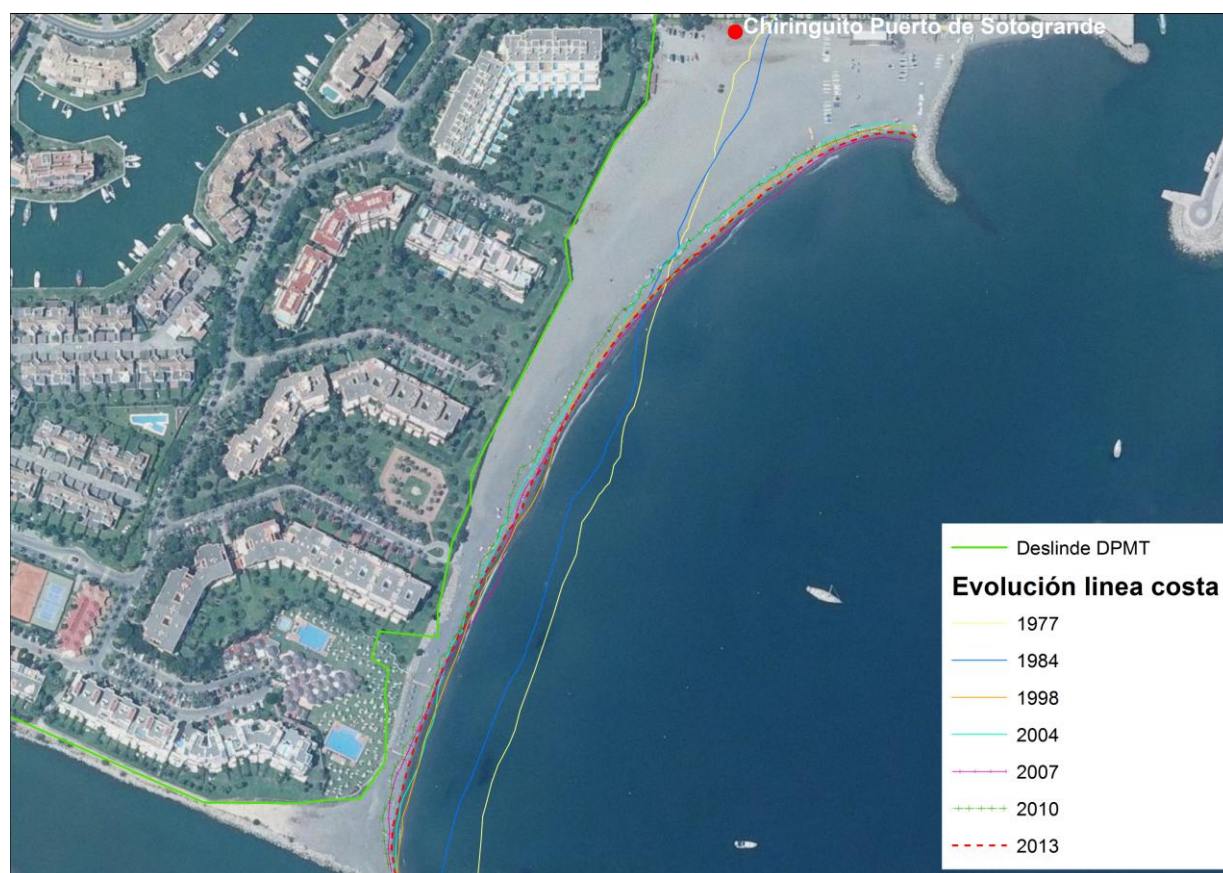 Chiringuito Puerto de Sotogrande
Deslinde DPMT
Evolución linea costa
1977
1984
1998
2004
2007
2010
2013